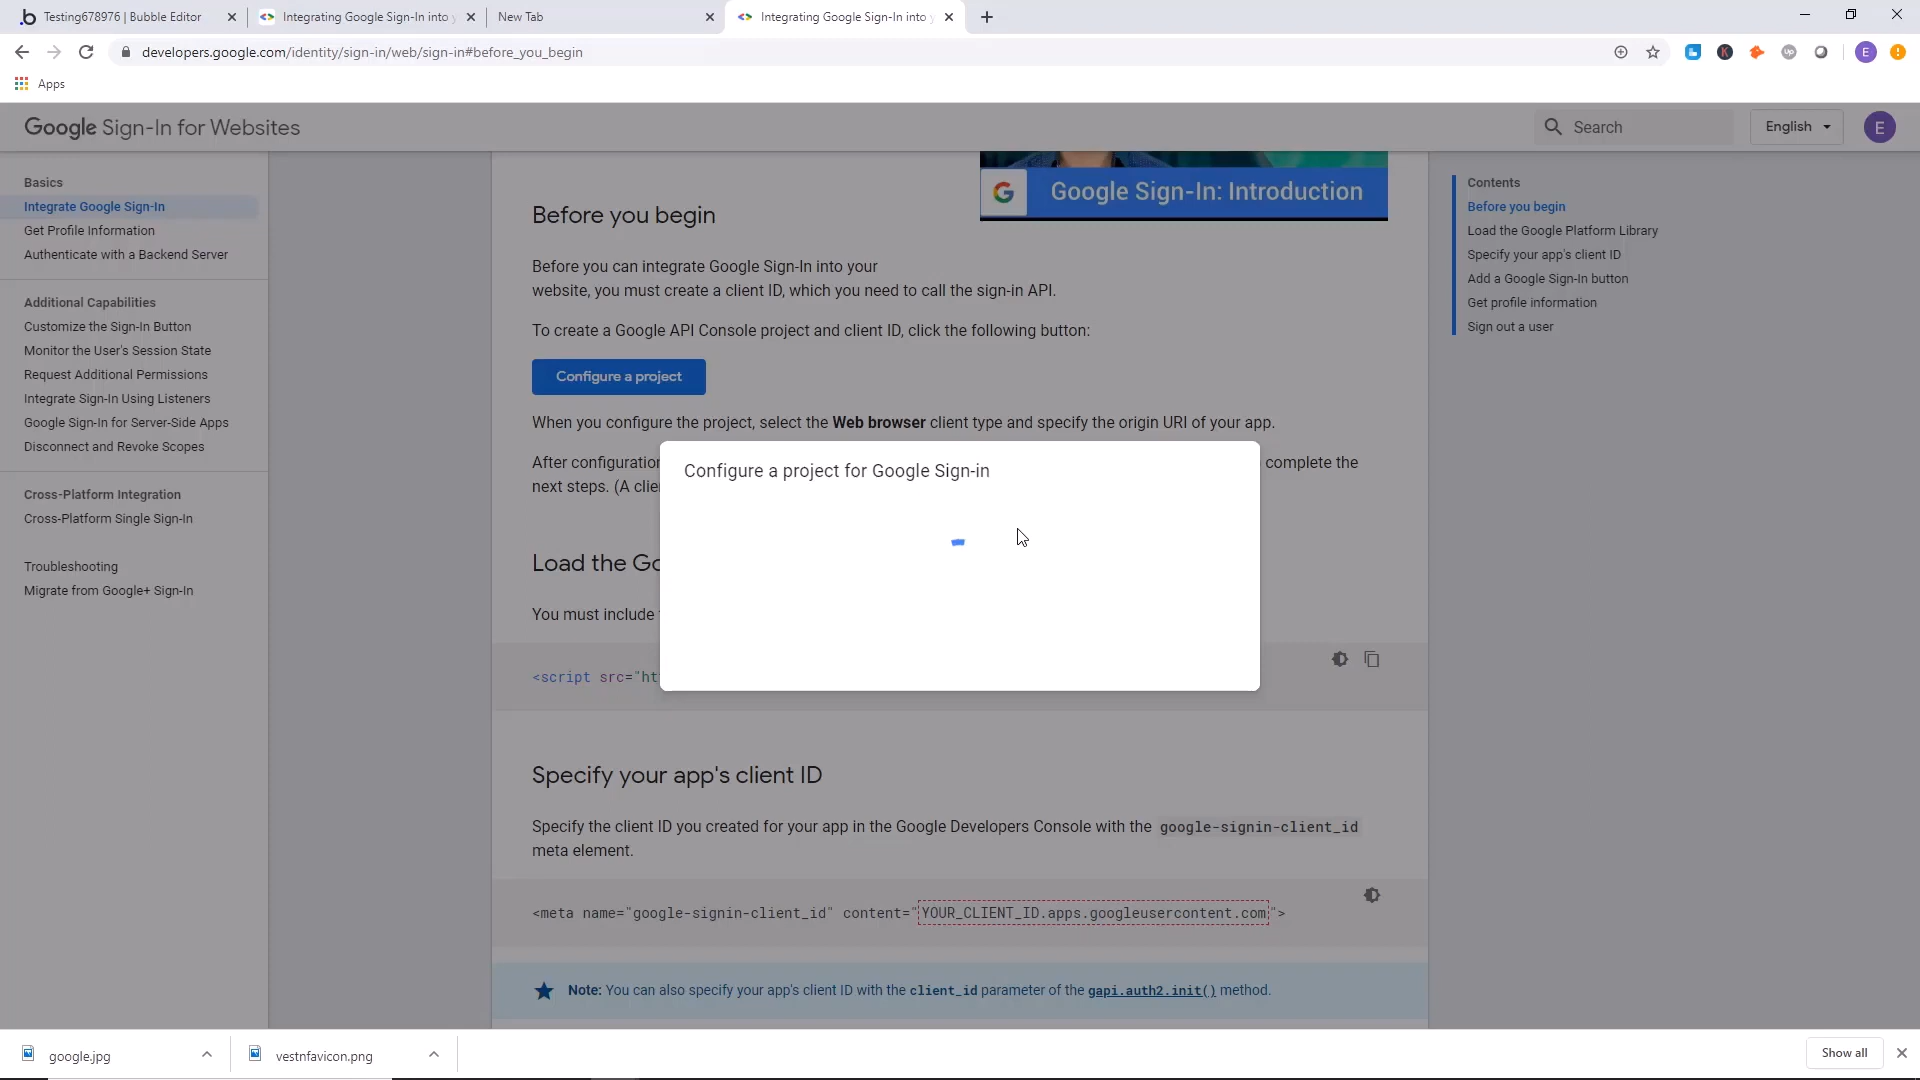 Testing678976 | Bubble Editor
Integrating Google Sign-In into y
New Tab
Integrating Google Sign-In into y
developers.google.com/identity/sign-in/web/sign-in#before_you_begin
E
Apps
Google Sign-In for Websites
Search
English
E
Basics
Integrate Google Sign-In
Get Profile Information
Authenticate with a Backend Server
Additional Capabilities
Customize the Sign-In Button
Monitor the User's Session State
Request Additional Permissions
Integrate Sign-In Using Listeners
Google Sign-In for Server-Side Apps
Disconnect and Revoke Scopes
Cross-Platform Integration
Cross-Platform Single Sign-In
Troubleshooting
Migrate from Google+ Sign-In
Google Sign-In: Introduction
Before you begin
Before you can integrate Google Sign-In into your
website, you must create a client ID, which you need to call the sign-in API.
To create a Google API Console project and client ID, click the following button:
Configure a project
When you configure the project, select the Web browser client type and specify the origin URI of your app.
After configuration complete the
next steps. (A clie
Configure a project for Google Sign-in
Load the Go
You must include
<script src="ht
Specify your app's client ID
Specify the client ID you created for your app in the Google Developers Console with the google-signin-client_id
meta element.
<meta name="google-signin-client_id" content="YOUR_CLIENT_ID.apps.googleusercontent.com">
Note: You can also specify your app's client ID with the client_id parameter of the gapi.auth2.init() method.
Contents
Before you begin
Load the Google Platform Library
Specify your app's client ID
Add a Google Sign-In button
Get profile information
Sign out a user
google.jpg
vestnfavicon.png
Show all